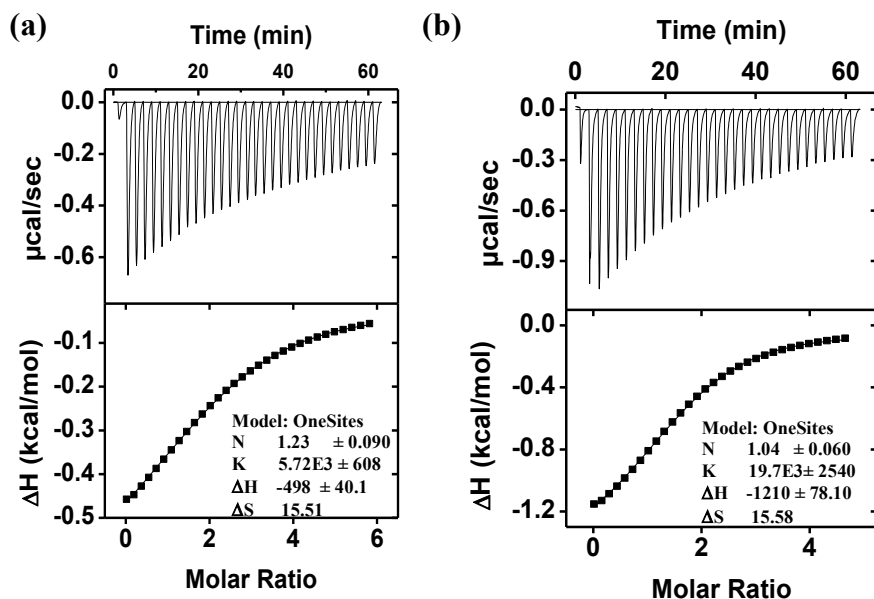 (a)
Time (min)
0 20 40 60
0.0
-0.2
-0.4
-0.6
µcal/sec
-0.1
-0.2
-0.3
-0.4
-0.5
ΔH (kcal/mol)
Model: OneSites
N 1.23 ± 0.090
K 5.72E3 ± 608
ΔH -498 ± 40.1
ΔS 15.51
0 2 4 6
Molar Ratio
(b)
Time (min)
0 20 40 60
0.0
-0.3
-0.6
-0.9
µcal/sec
0.0
-0.4
-0.8
-1.2
ΔH (kcal/mol)
Model: OneSites
N 1.04 ± 0.060
K 19.7E3 ± 2540
ΔH -1210 ± 78.10
ΔS 15.58
0 2 4
Molar Ratio